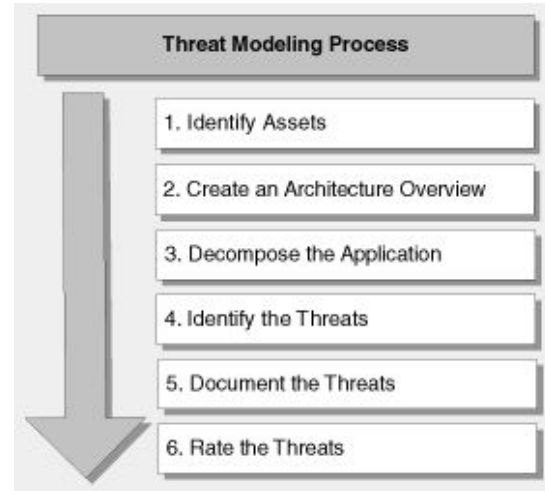 Threat Modeling Process
1. Identify Assets
2. Create an Architecture Overview
3. Decompose the Application
4. Identify the Threats
5. Document the Threats
6. Rate the Threats